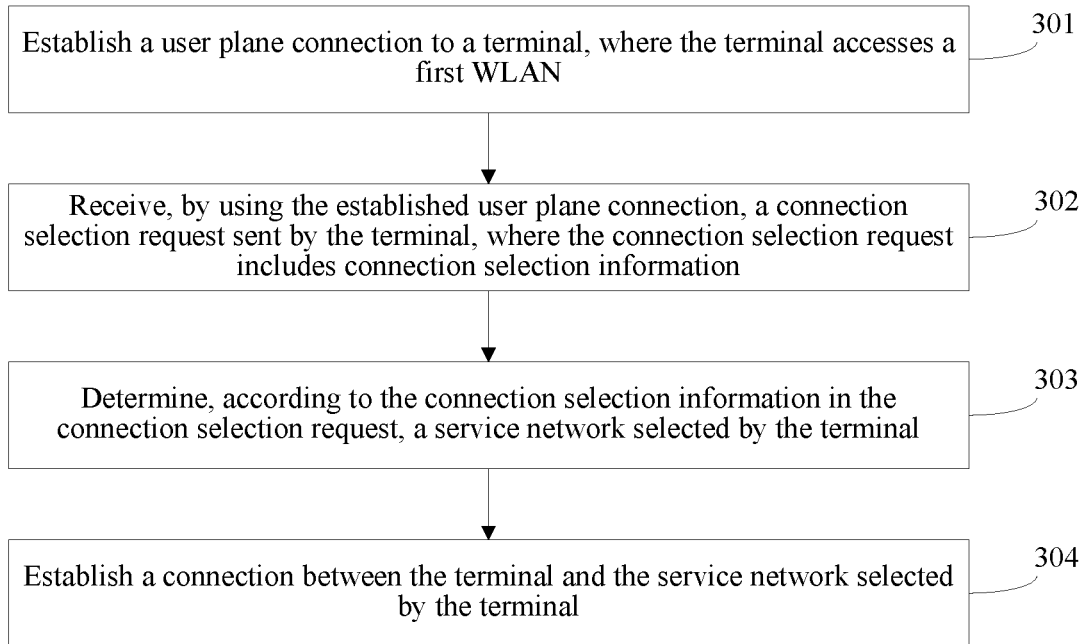 Establish a user plane connection to a terminal, where the terminal accesses a
first WLAN
301
Receive, by using the established user plane connection, a connection
selection request sent by the terminal, where the connection selection request
includes connection selection information
302
Determine, according to the connection selection information in the
connection selection request, a service network selected by the terminal
303
Establish a connection between the terminal and the service network selected
by the terminal
304